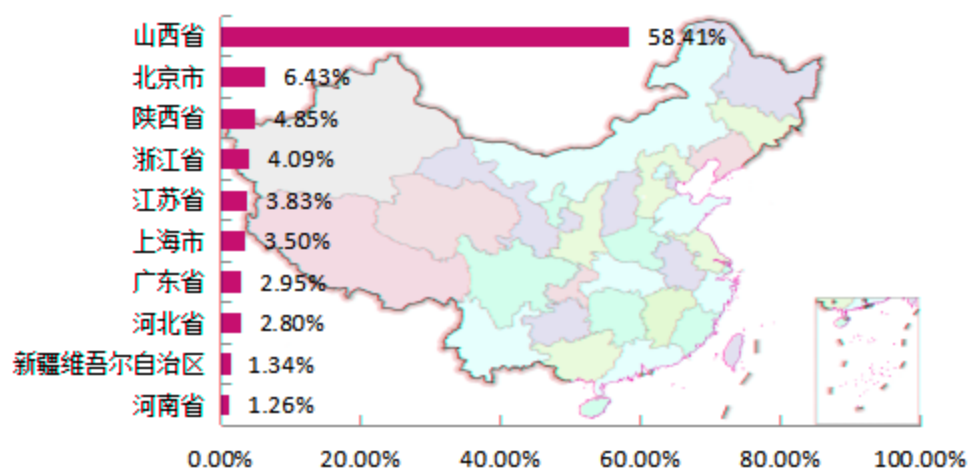 山西省 58.41%
北京市 6.43%
陕西省 4.85%
浙江省 4.09%
江苏省 3.83%
上海市 3.50%
广东省 2.95%
河北省 2.80%
新疆维吾尔自治区 1.34%
河南省 1.26%
0.00% 20.00% 40.00% 60.00% 80.00% 100.00%